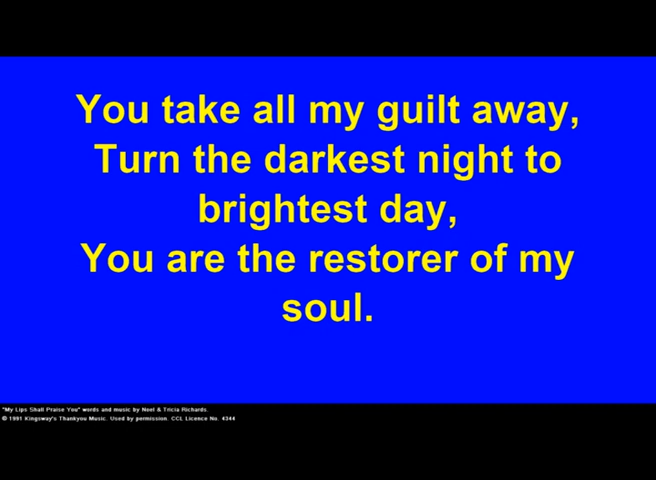 You take all my guilt away,
Turn the darkest night to
brightest day,
You are the restorer of my
soul.
"My Lips Shall Praise You" words and music by Noel & Tricia Richards.
© 1991 Kingsway's Thankyou Music. Used by permission. CCL Licence No. 4344